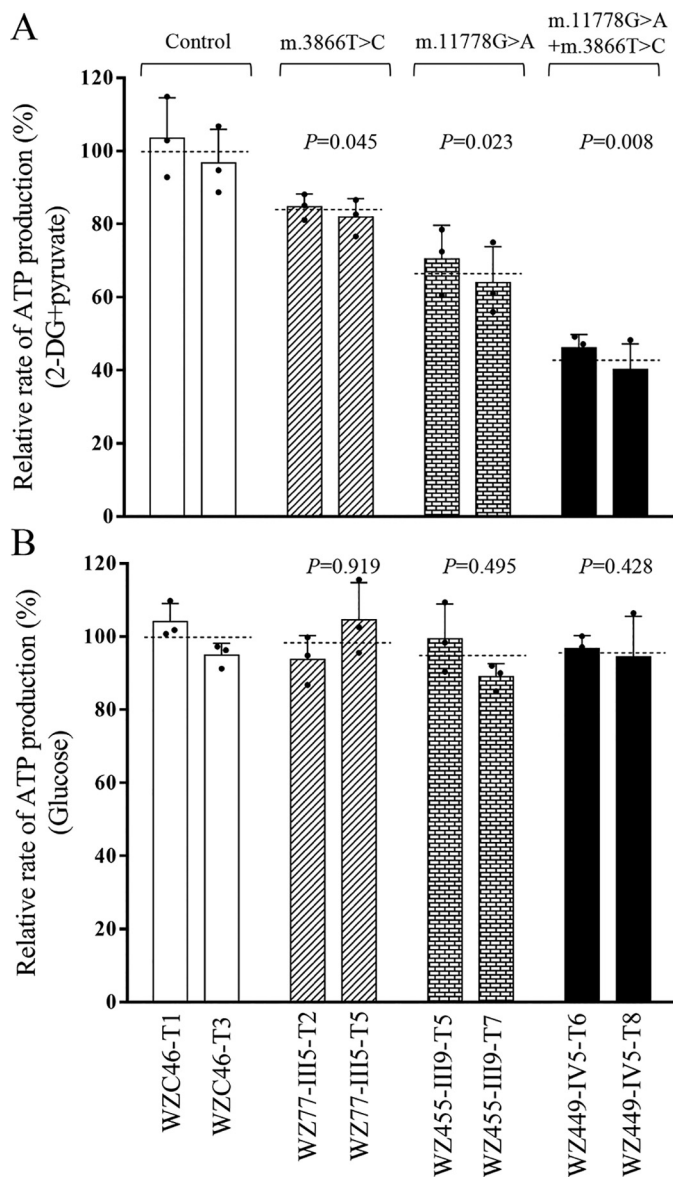 A
Control
m.3866T>C
m.11778G>A
m.11778G>A
+m.3866T>C
Relative rate of ATP production (%)
(2-DG+pyruvate)
120
100
80
60
40
20
0
P=0.045
P=0.023
P=0.008
B
Relative rate of ATP production (%)
(Glucose)
120
100
80
60
40
20
0
P=0.919
P=0.495
P=0.428
WZC46-T1
WZC46-T3
WZ77-III5-T2
WZ77-III5-T5
WZ455-III9-T5
WZ455-III9-T7
WZ449-IV5-T6
WZ449-IV5-T8